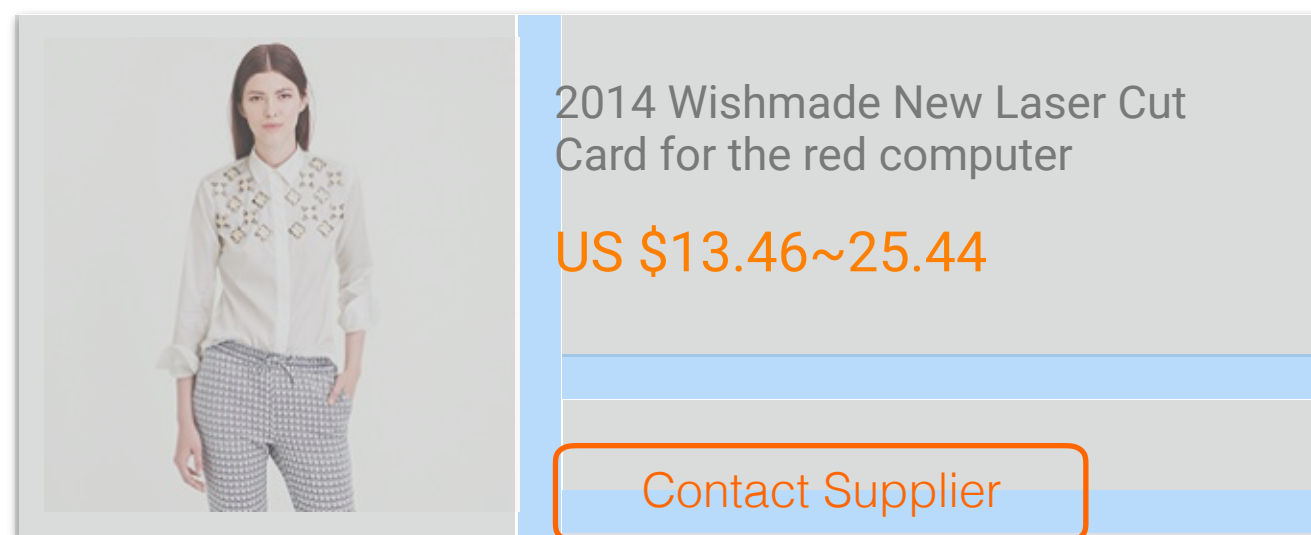 2014 Wishmade New Laser Cut
Card for the red computer
US $13.46~25.44
Contact Supplier